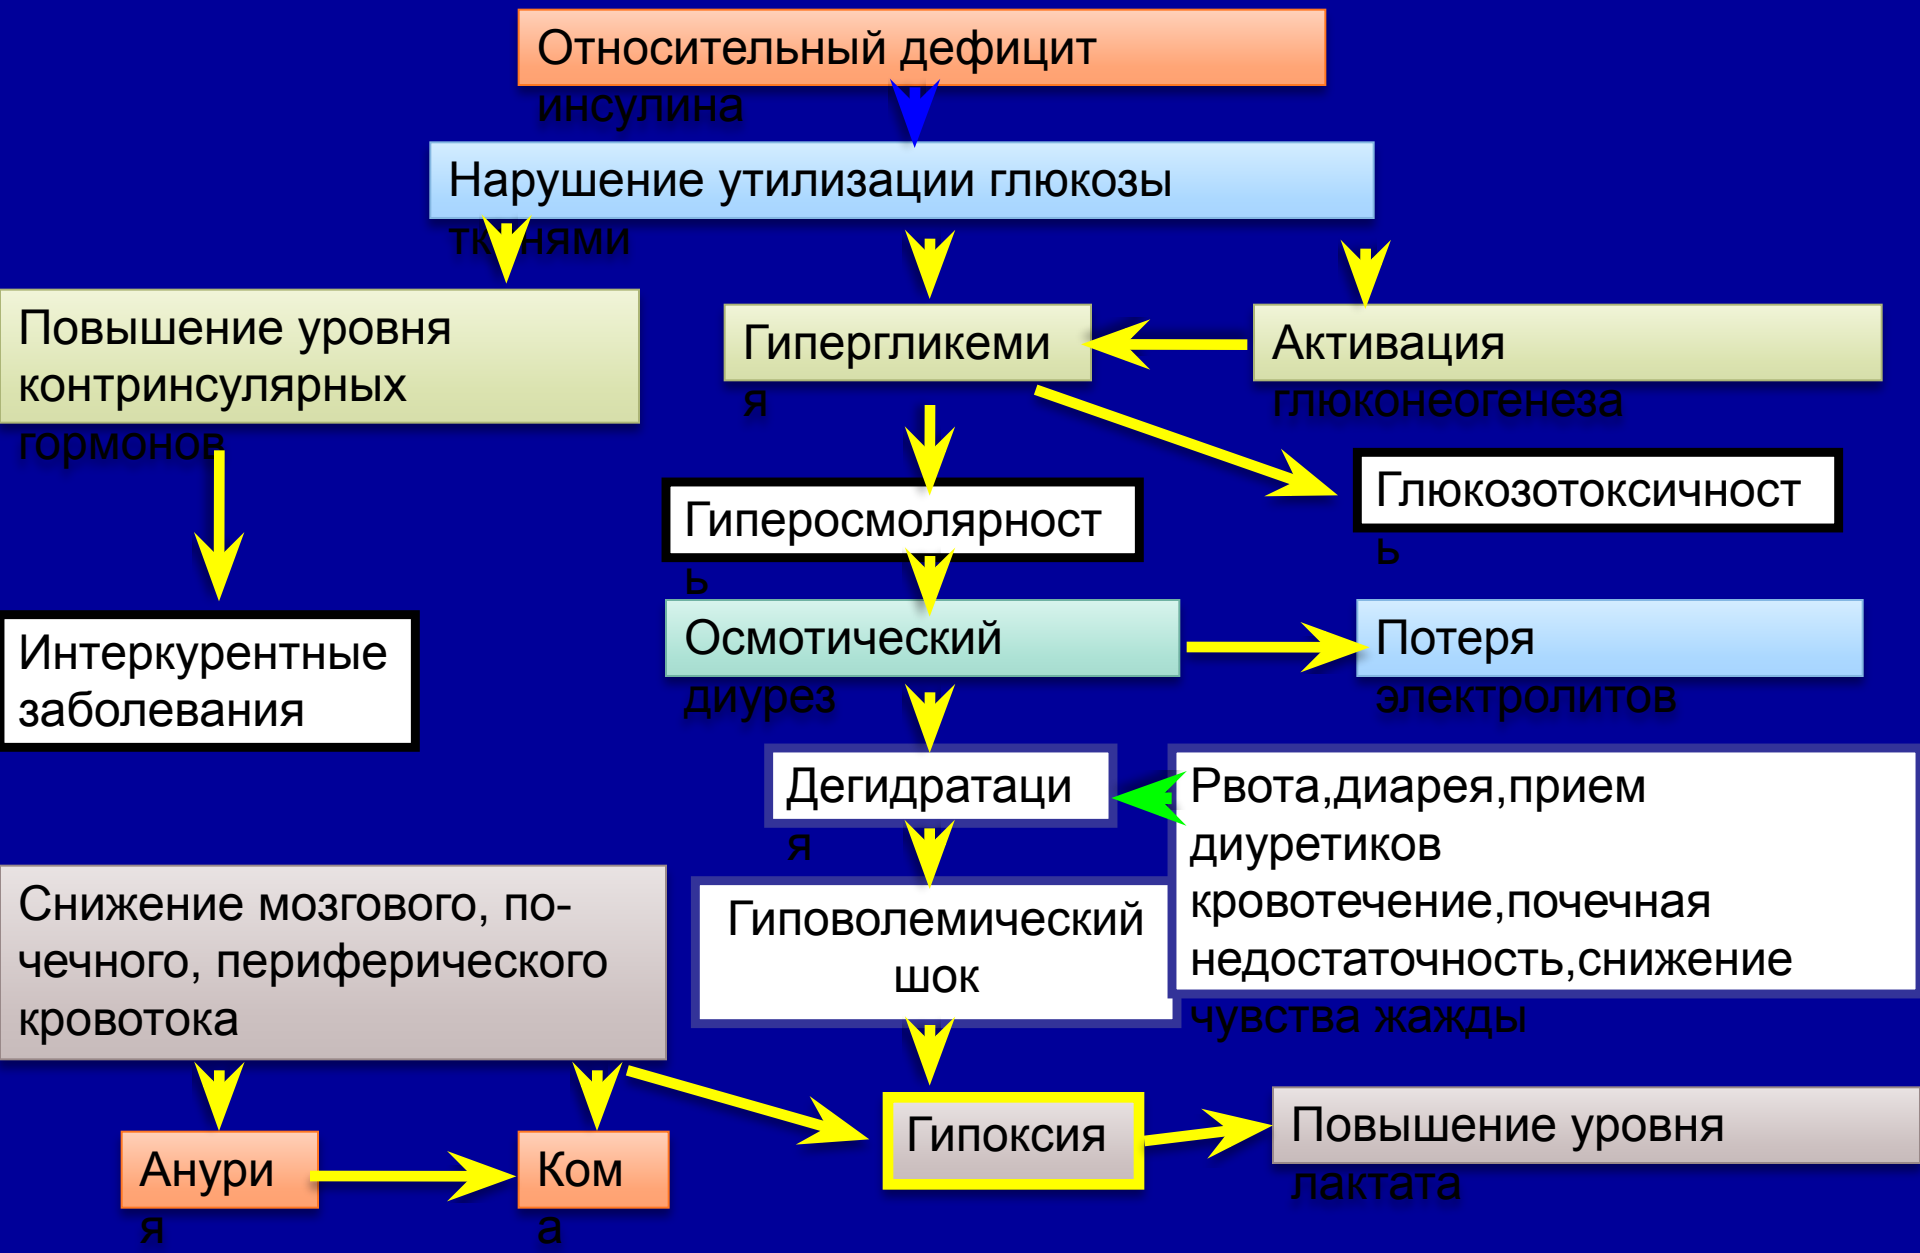 Относительный дефицит
инсулина
Нарушение утилизации глюкозы
тканями
Повышение уровня
контринсулярных
гормонов
Гипергликеми
я
Активация
глюконеогенеза
Глюкозотоксичност
ь
Гиперосмолярност
ь
Интеркурентные
заболевания
Осмотический
диурез
Потеря
электролитов
Дегидратаци
я
Рвота,диарея,прием
диуретиков
кровотечение,почечная
недостаточность,снижение
чувства жажды
Снижение мозгового, по-
чечного, периферического
кровотока
Гиповолемический
шок
Анури
я
Ком
а
Гипоксия
Повышение уровня
лактата